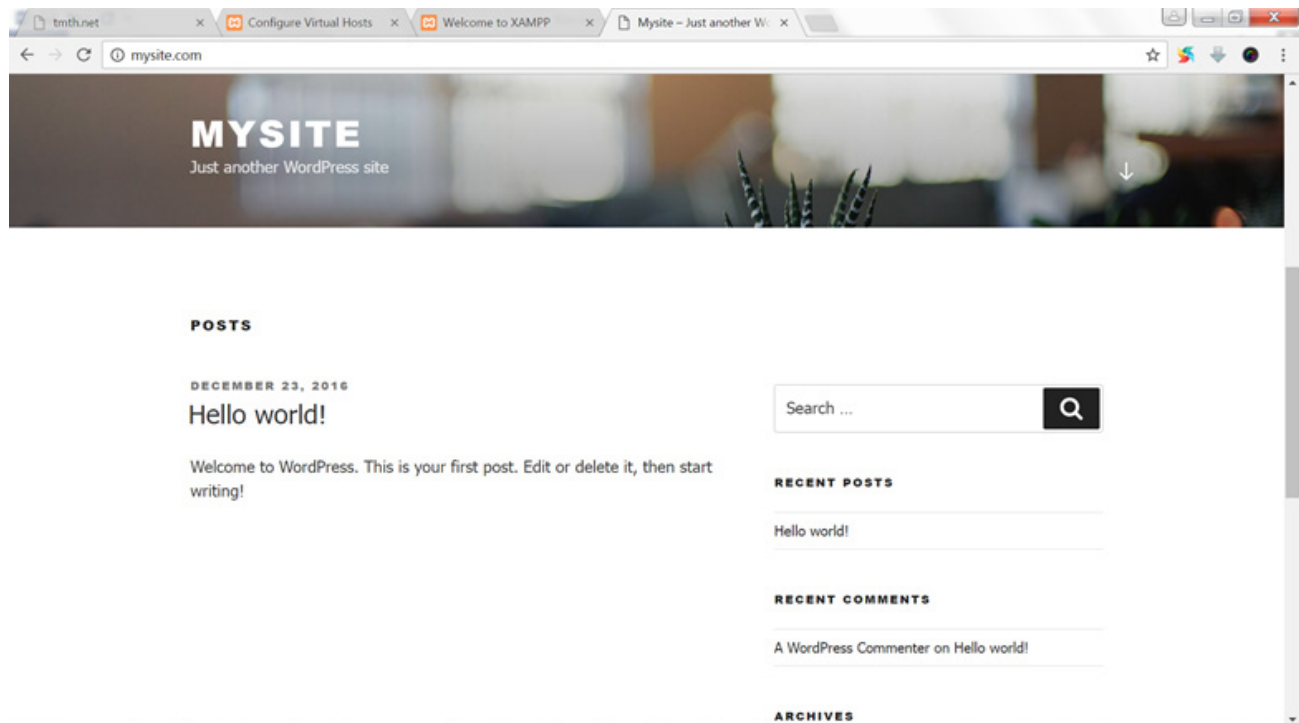 tmth.net
Configure Virtual Hosts
Welcome to XAMPP
Mysite – Just another Wo
mysite.com
MYSITE
Just another WordPress site
POSTS
DECEMBER 23, 2016
Hello world!
Welcome to WordPress. This is your first post. Edit or delete it, then start
writing!
Search ...
RECENT POSTS
Hello world!
RECENT COMMENTS
A WordPress Commenter on Hello world!
ARCHIVES